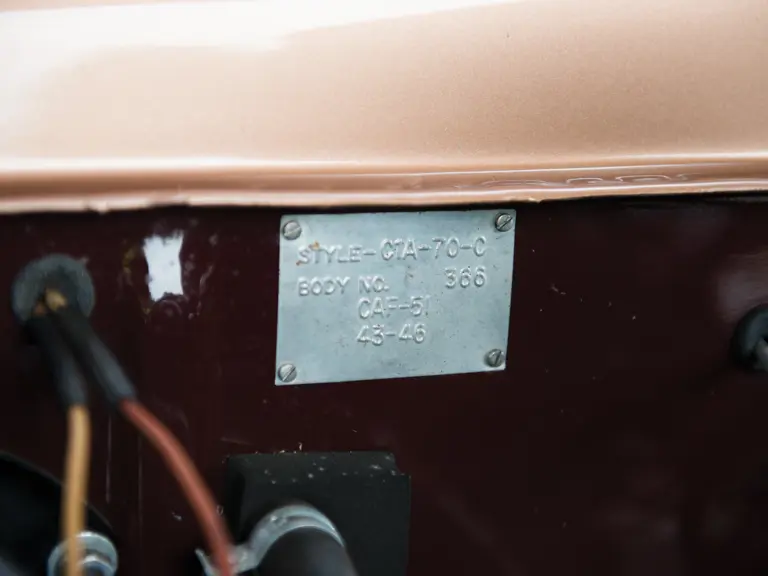 STYLE-C7A-70-C
BODY NO. 366
CAF-51
43-46